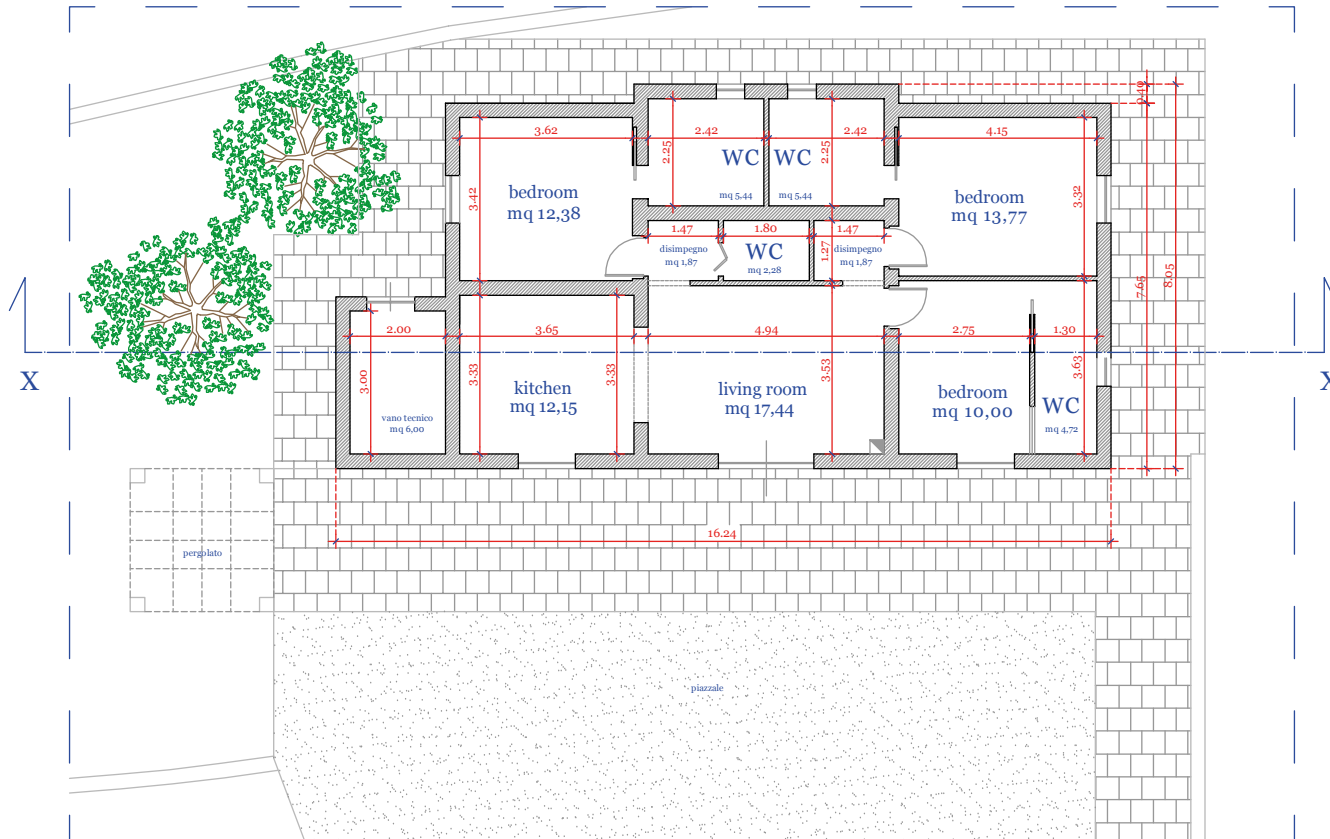 0.40
3.62
2.42
2.42
4.15
2.25
WC
WC
2.25
3.42
bedroom
mq 12,38
mq 5,44
mq 5,44
bedroom
mq 13,77
3.32
1.47
1.80
1.47
disimpegno
mq 1,87
WC
mq 2,28
1.27
disimpegno
mq 1,87
7.65
8.05
2.00
3.65
4.94
2.75
1.30
X
X
3.00
3.33
kitchen
mq 12,15
3.33
living room
mq 17,44
3.53
bedroom
mq 10,00
3.63
WC
mq 4,72
vano tecnico
mq 6,00
16.24
pergolato
piazzale